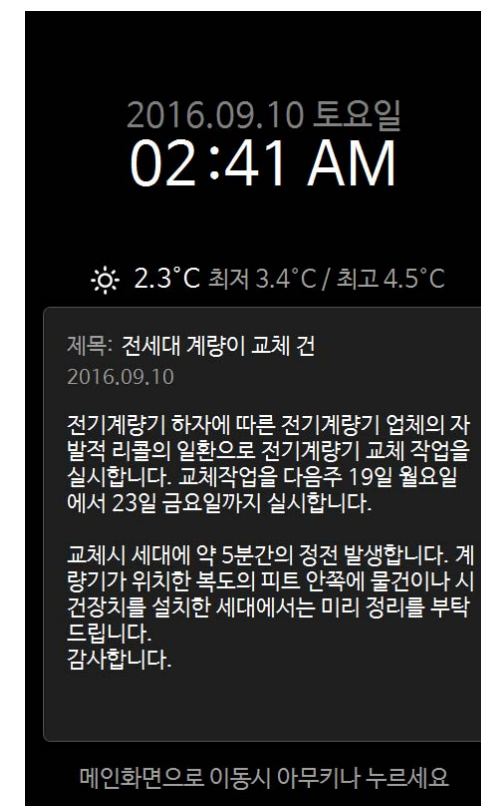 2016.09.10 토요일
02:41 AM
2.3°C 최저 3.4°C / 최고 4.5°C
제목: 전세대 계량이 교체 건
2016.09.10
전기계량기 하자에 따른 전기계량기 업체의 자
발적 리콜의 일환으로 전기계량기 교체 작업을
실시합니다. 교체작업을 다음주 19일 월요일
에서 23일 금요일까지 실시합니다.
교체시 세대에 약 5분간의 정전 발생합니다. 계
량기가 위치한 복도의 피트 안쪽에 물건이나 시
건장치를 설치한 세대에서는 미리 정리를 부탁
드립니다.
감사합니다.
메인화면으로 이동시 아무키나 누르세요